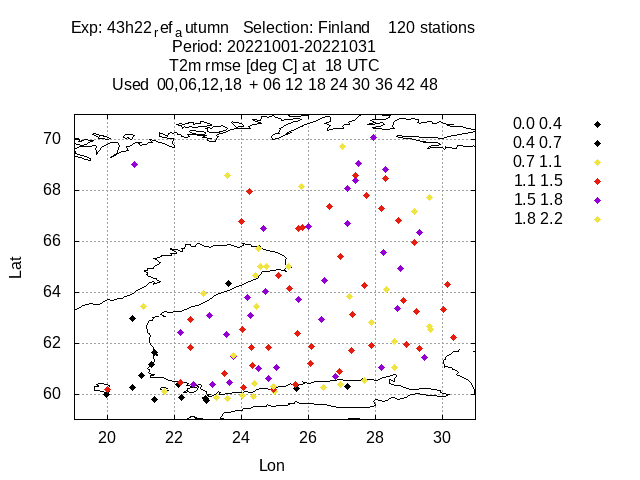 Exp: 43h22ref_autumn   Selection: Finland    120 stations
Period: 20221001-20221031
T2m rmse [deg C] at  18 UTC
Used  00,06,12,18  + 06 12 18 24 30 36 42 48
0.0 0.4
0.4 0.7
0.7 1.1
1.1 1.5
1.5 1.8
1.8 2.2
70
68
66
64
62
60
Lat
20 22 24 26 28 30
Lon